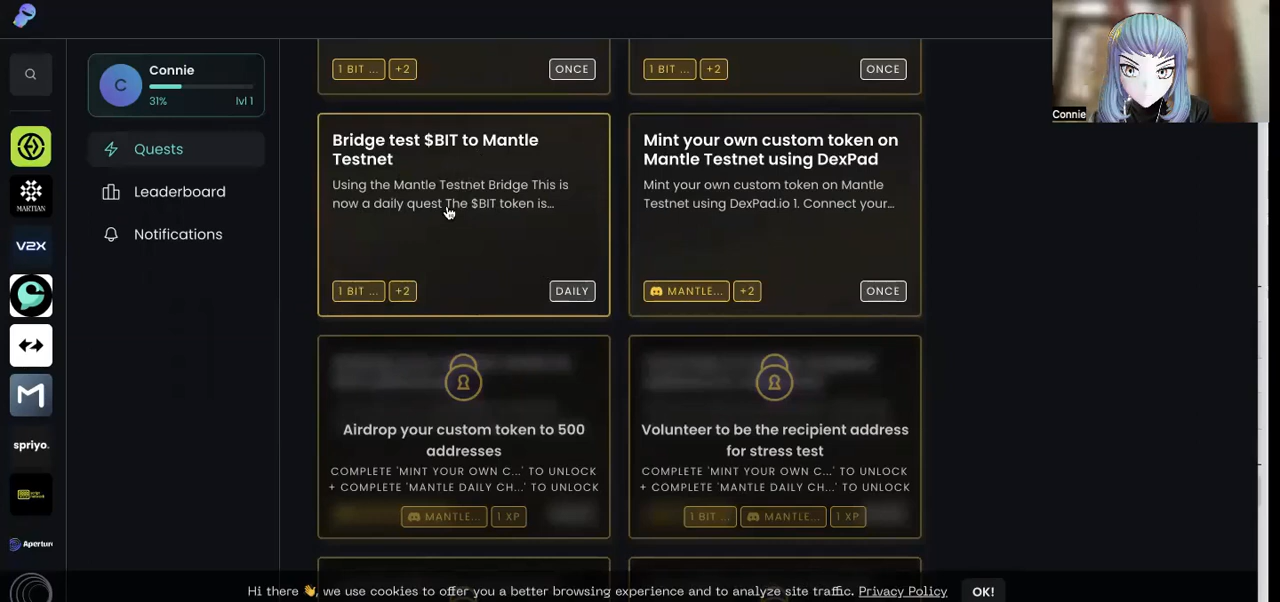 Connie
31%
lvl 1
C
Quests
Leaderboard
Notifications
MARTIAN
V2X
spriyo.
Aperture
1 BIT ...
+2
ONCE
1 BIT ...
+2
ONCE
Bridge test $BIT to Mantle
Testnet
Using the Mantle Testnet Bridge This is
now a daily quest The $BIT token is...
1 BIT ...
+2
DAILY
Mint your own custom token on
Mantle Testnet using DexPad
Mint your own custom token on Mantle
Testnet using DexPad.io 1. Connect your...
MANTLE...
+2
ONCE
Airdrop your custom token to 500
addresses
COMPLETE 'MINT YOUR OWN C...' TO UNLOCK
+ COMPLETE 'MANTLE DAILY CH...' TO UNLOCK
MANTLE...
1 XP
Volunteer to be the recipient address
for stress test
COMPLETE 'MINT YOUR OWN C...' TO UNLOCK
+ COMPLETE 'MANTLE DAILY CH...' TO UNLOCK
1 BIT ...
MANTLE...
1 XP
Hi there 👋, we use cookies to offer you a better browsing experience and to analyze site traffic. Privacy Policy
OK!
Connie